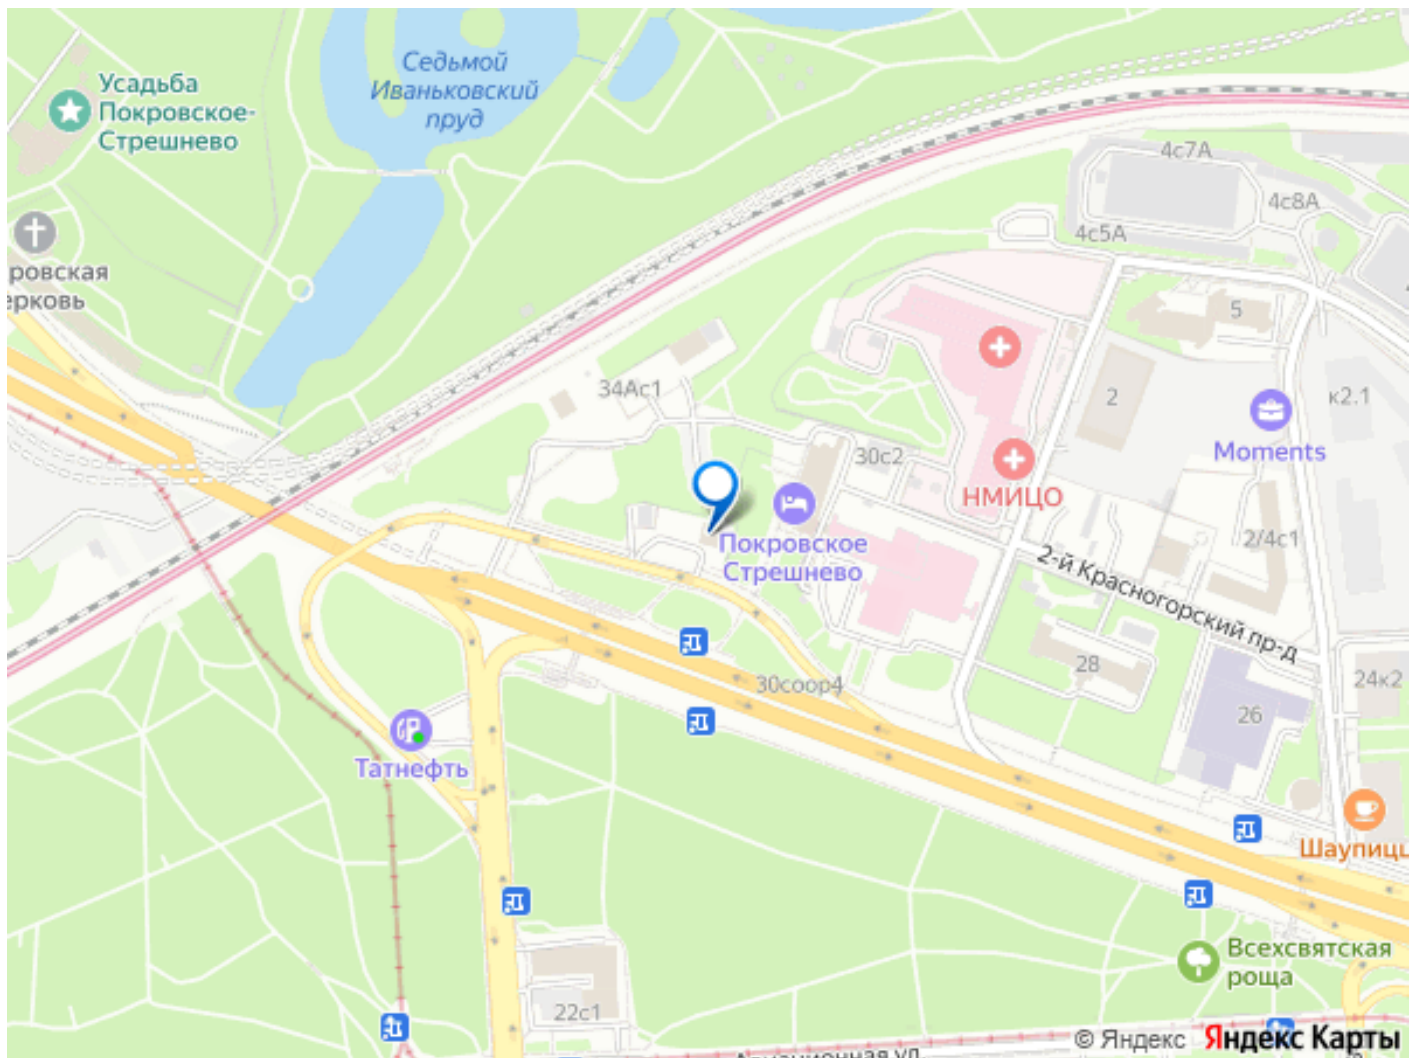 Седьмой
Иваньковский
пруд
Усадьба
Покровское-
Стрешнево
4с7А
4с8А
4с5А
ровская
ерковь
5
34Ас1
2
к2.1
Moments
30с2
НМИЦО
Покровское
Стрешнево
2/4с1
2-й Красногорский пр-д
28
24к2
30соор4
26
Татнефть
Шаупицц
Всехсвятская
роща
22с1
© Яндекс Яндекс Карты
Авиационная ул.